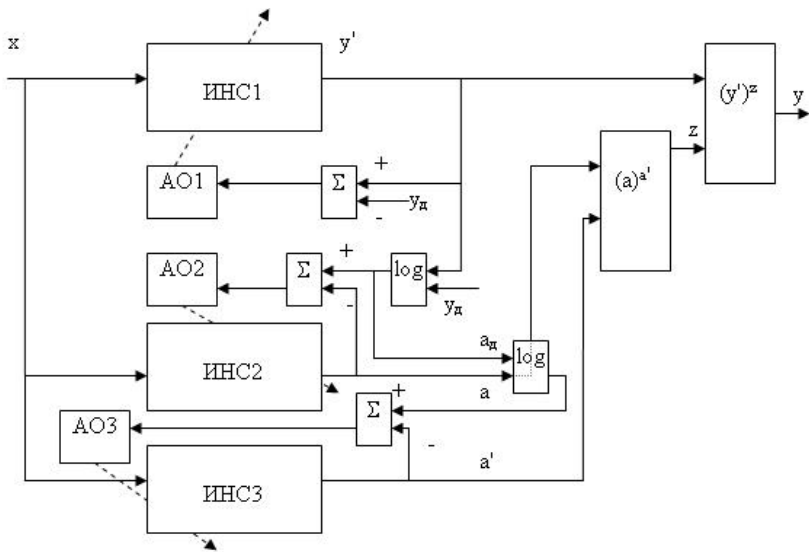 x
y'
ИНС1
(y')ᶻ
y
z
АО1
Σ
+
yд
-
(a)ᵃ'
АО2
Σ
+
-
log
yд
aд
log
ИНС2
a
АО3
Σ
+
-
ИНС3
a'